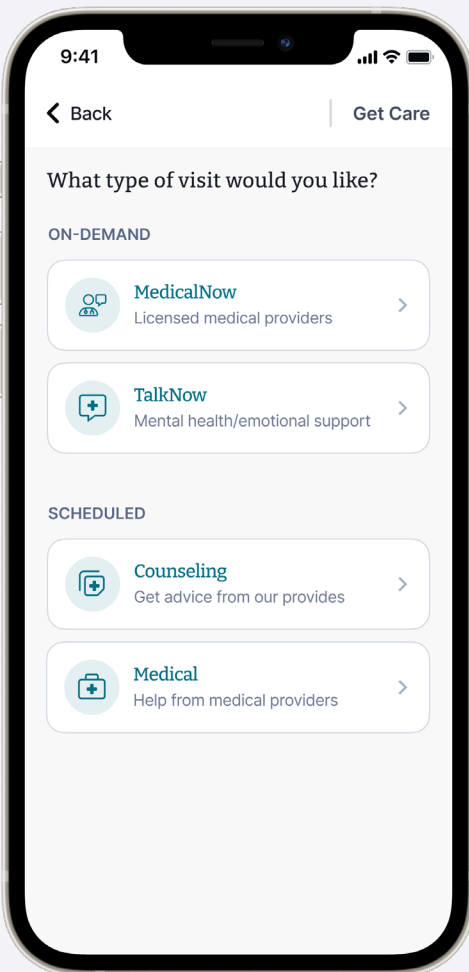 9:41
Back
Get Care
What type of visit would you like?
ON-DEMAND
MedicalNow
Licensed medical providers
TalkNow
Mental health/emotional support
SCHEDULED
Counseling
Get advice from our provides
Medical
Help from medical providers